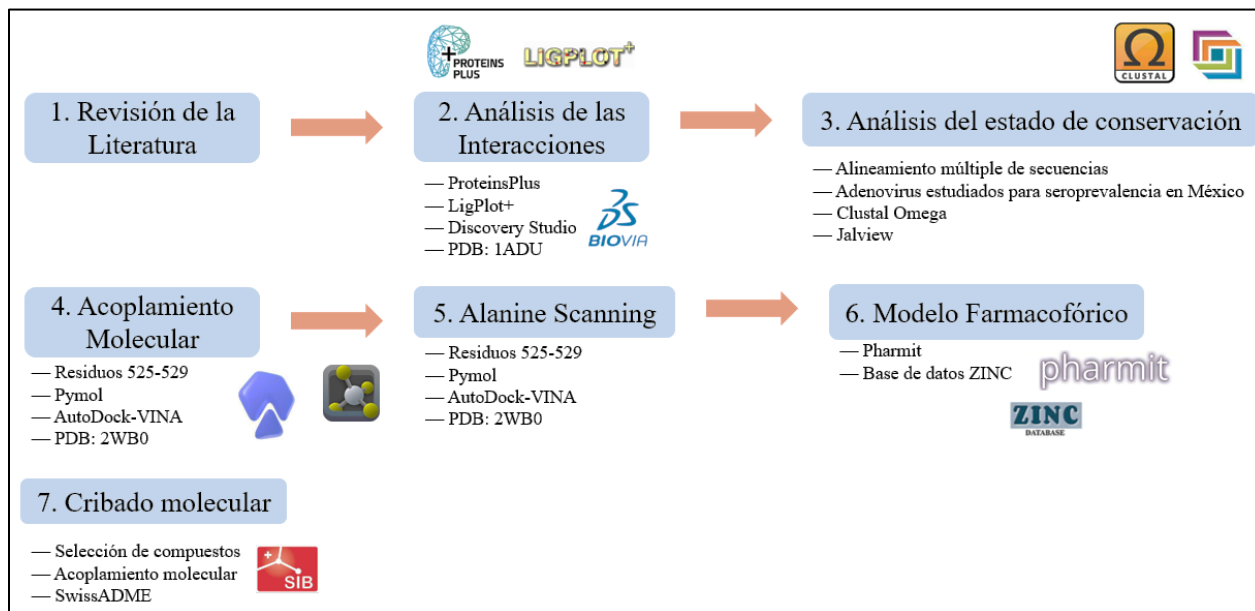 PROTEINS
PLUS
LIGPLOT+
Ω
CLUSTAL
1. Revisión de la
Literatura
2. Análisis de las
Interacciones
3. Análisis del estado de conservación
— ProteinsPlus
— LigPlot+
— Discovery Studio
— PDB: 1ADU
BIOVIA
— Alineamiento múltiple de secuencias
— Adenovirus estudiados para seroprevalencia en México
— Clustal Omega
— Jalview
4. Acoplamiento
Molecular
5. Alanine Scanning
6. Modelo Farmacofórico
— Residuos 525-529
— Pymol
— AutoDock-VINA
— PDB: 2WB0
— Residuos 525-529
— Pymol
— AutoDock-VINA
— PDB: 2WB0
— Pharmit
— Base de datos ZINC
pharmit
ZINC
DATABASE
7. Cribado molecular
— Selección de compuestos
— Acoplamiento molecular
— SwissADME
SIB